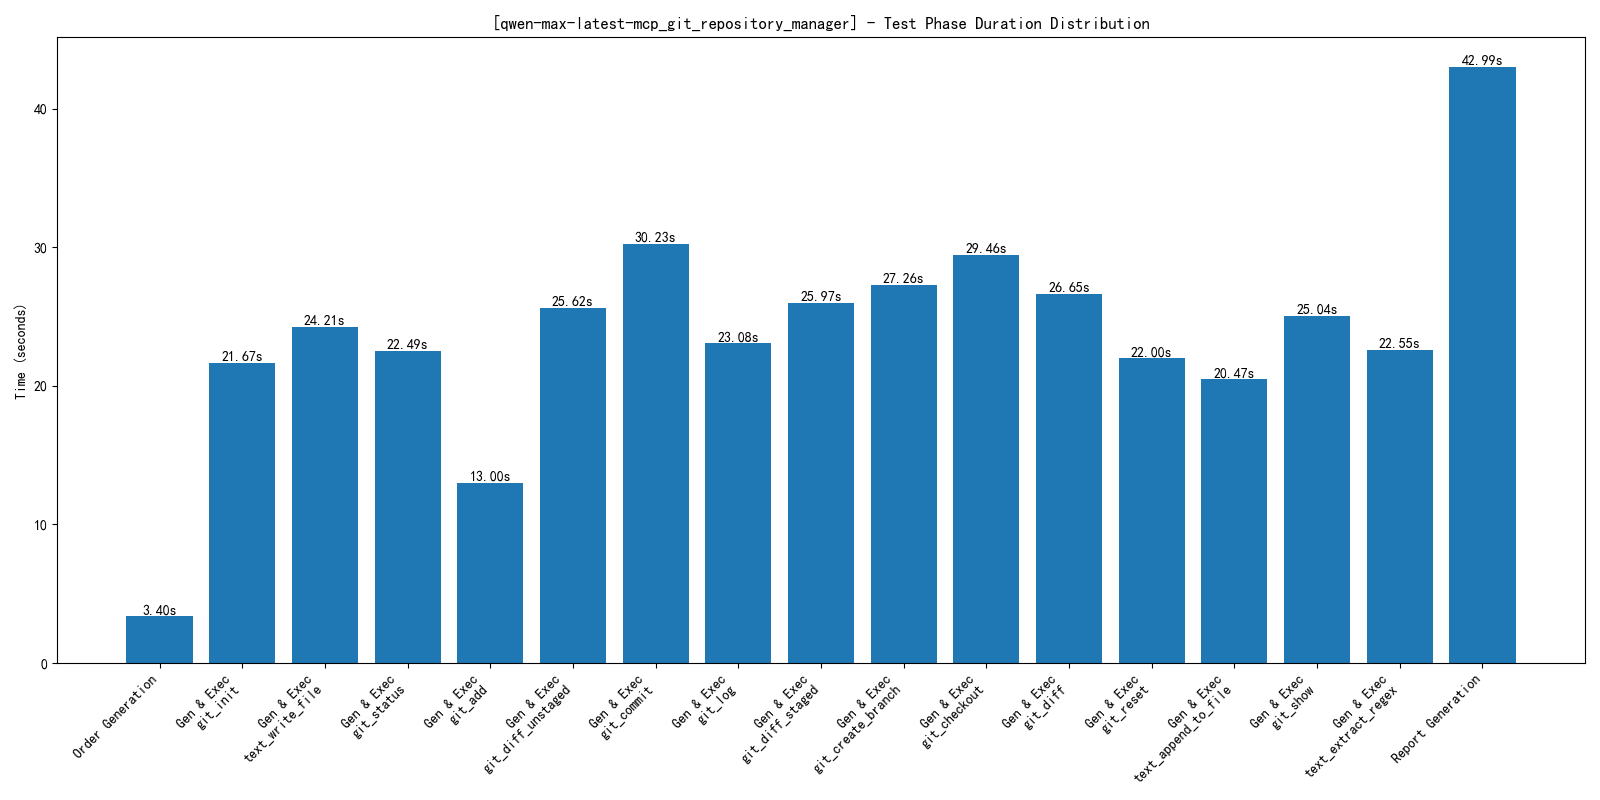 [qwen-max-latest-mcp_git_repository_manager] - Test Phase Duration Distribution
Time (seconds)
40
30
20
10
0
3.40s
21.67s
24.21s
22.49s
13.00s
25.62s
30.23s
23.08s
25.97s
27.26s
29.46s
26.65s
22.00s
20.47s
25.04s
22.55s
42.99s
Order Generation
Gen & Exec
git_init
Gen & Exec
text_write_file
Gen & Exec
git_status
Gen & Exec
git_add
Gen & Exec
git_diff_unstaged
Gen & Exec
git_commit
Gen & Exec
git_log
Gen & Exec
git_diff_staged
Gen & Exec
git_create_branch
Gen & Exec
git_checkout
Gen & Exec
git_diff
Gen & Exec
git_reset
Gen & Exec
text_append_to_file
Gen & Exec
git_show
Gen & Exec
text_extract_regex
Report Generation